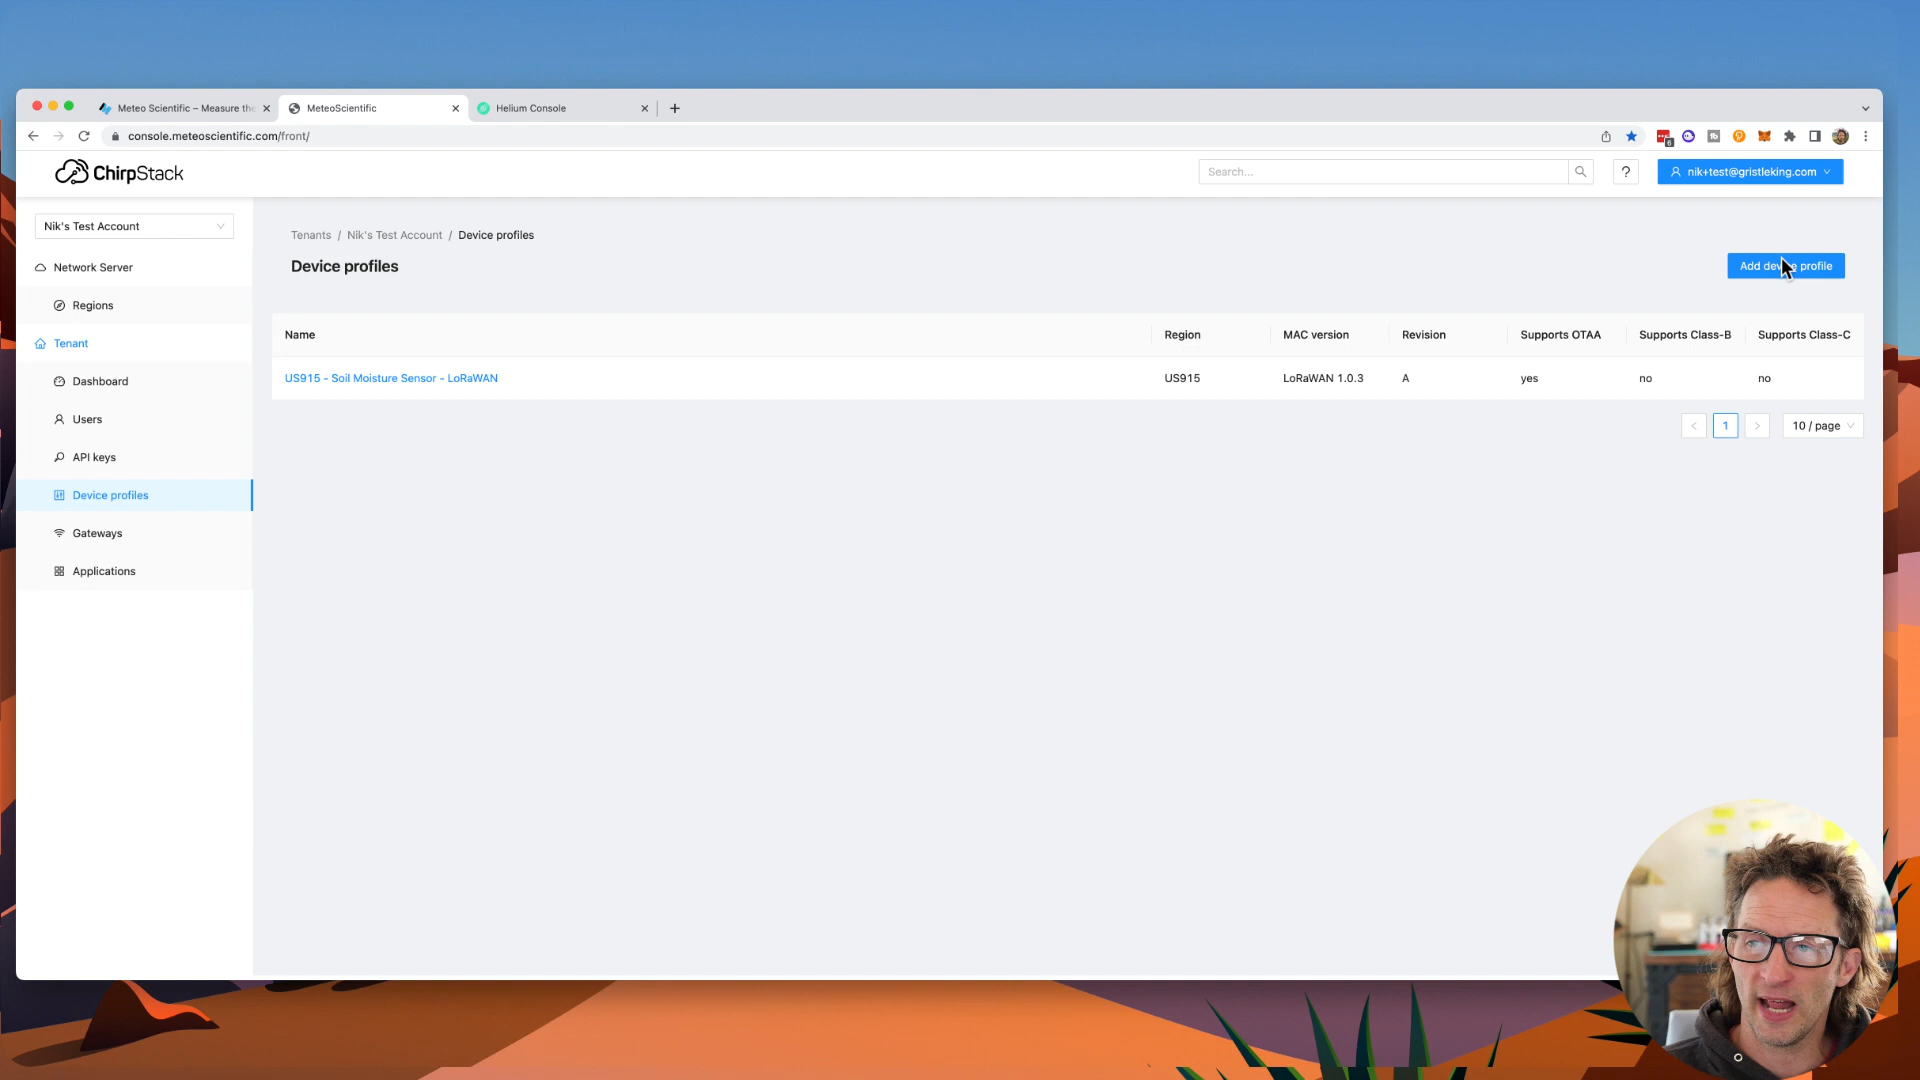 Meteo Scientific – Measure the
MeteoScientific
Helium Console
console.meteoscientific.com/front/
6
ChirpStack
Search...
?
nik+test@gristleking.com
Nik's Test Account
Network Server
Regions
Tenant
Dashboard
Users
API keys
Device profiles
Gateways
Applications
Tenants / Nik's Test Account / Device profiles
Device profiles
Add device profile
Name Region MAC version Revision Supports OTAA Supports Class-B Supports Class-C
US915 - Soil Moisture Sensor - LoRaWAN US915 LoRaWAN 1.0.3 A yes no no
< 1 > 10 / page